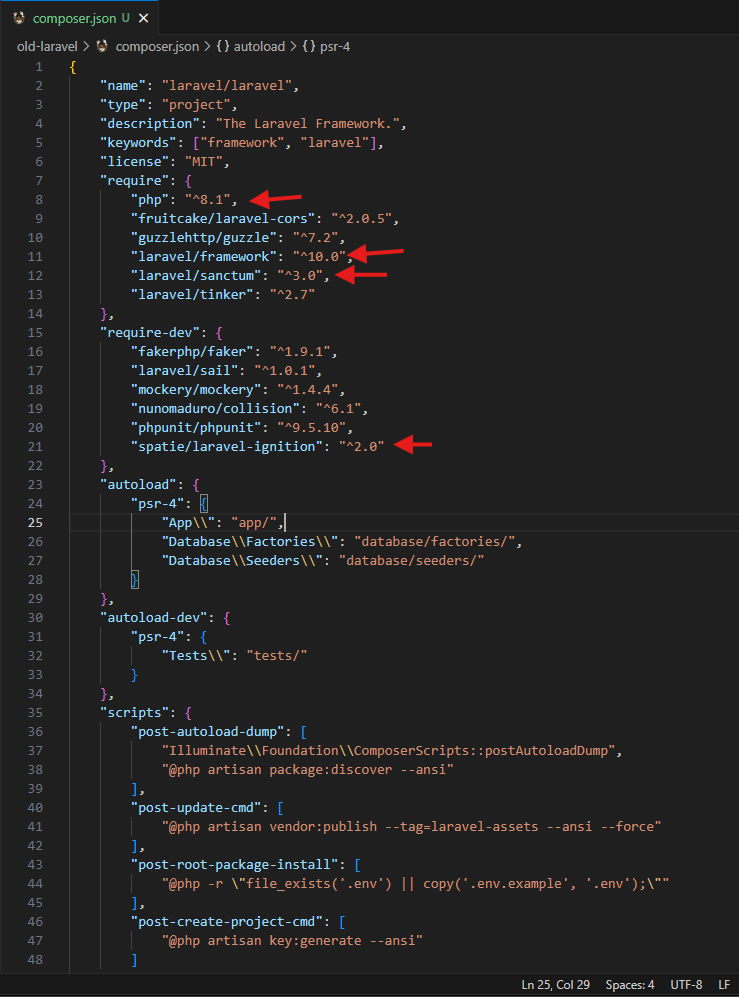 composer.json U ×
old-laravel > composer.json > {} autoload > {} psr-4
1 {
2 "name": "laravel/laravel",
3 "type": "project",
4 "description": "The Laravel Framework.",
5 "keywords": ["framework", "laravel"],
6 "license": "MIT",
7 "require": {
8 "php": "^8.1",
9 "fruitcake/laravel-cors": "^2.0.5",
10 "guzzlehttp/guzzle": "^7.2",
11 "laravel/framework": "^10.0",
12 "laravel/sanctum": "^3.0",
13 "laravel/tinker": "^2.7"
14 },
15 "require-dev": {
16 "fakerphp/faker": "^1.9.1",
17 "laravel/sail": "^1.0.1",
18 "mockery/mockery": "^1.4.4",
19 "nunomaduro/collision": "^6.1",
20 "phpunit/phpunit": "^9.5.10",
21 "spatie/laravel-ignition": "^2.0"
22 },
23 "autoload": {
24 "psr-4": {
25 "App\\": "app/",
26 "Database\\Factories\\": "database/factories/",
27 "Database\\Seeders\\": "database/seeders/"
28 }
29 },
30 "autoload-dev": {
31 "psr-4": {
32 "Tests\\": "tests/"
33 }
34 },
35 "scripts": {
36 "post-autoload-dump": [
37 "Illuminate\\Foundation\\ComposerScripts::postAutoloadDump",
38 "@php artisan package:discover --ansi"
39 ],
40 "post-update-cmd": [
41 "@php artisan vendor:publish --tag=laravel-assets --ansi --force"
42 ],
43 "post-root-package-install": [
44 "@php -r \"file_exists('.env') || copy('.env.example', '.env');\""
45 ],
46 "post-create-project-cmd": [
47 "@php artisan key:generate --ansi"
48 ]
Ln 25, Col 29 Spaces: 4 UTF-8 LF